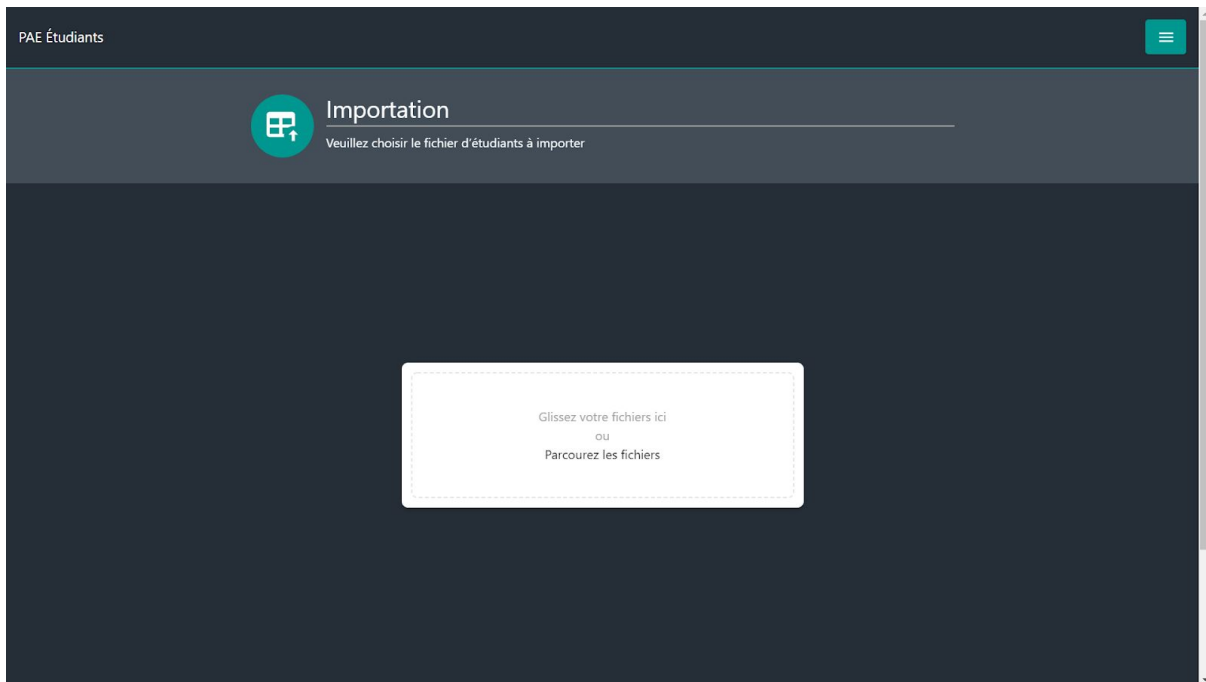 PAE Étudiants
Importation
Veuillez choisir le fichier d'étudiants à importer
Glissez votre fichiers ici
ou
Parcourez les fichiers